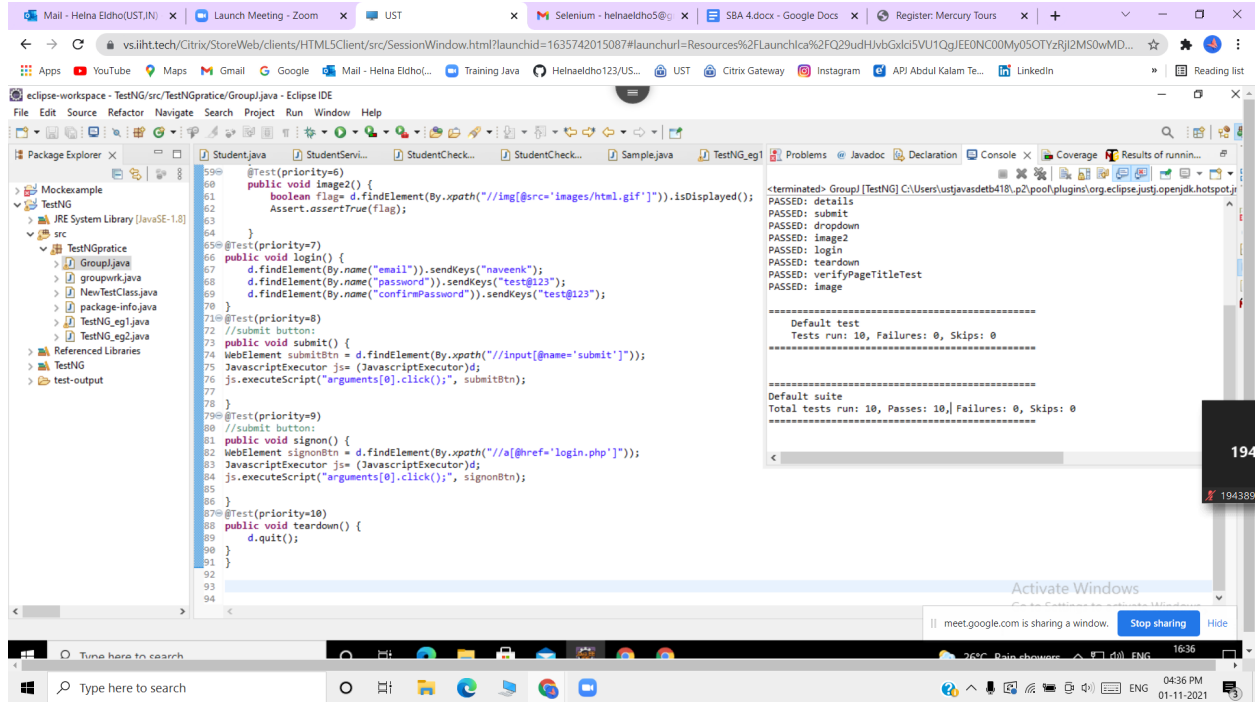 Mail - Helna Eldho(UST,IN)
Launch Meeting - Zoom
UST
Selenium - helnaeldho5@g
SBA 4.docx - Google Docs
Register: Mercury Tours
vs.iiht.tech/Citrix/StoreWeb/clients/HTML5Client/src/SessionWindow.html?launchid=1635742015087#launchurl=Resources%2FLaunchIca%2FQ29udHJvbGxlci5VU1QgJEE0NC00My05OTYzRjI2MS0wMD...
Apps YouTube Maps Gmail Google Mail - Helna Eldho(... Training Java Helnaeldho123/US... UST Citrix Gateway Instagram APJ Abdul Kalam Te... LinkedIn » Reading list
eclipse-workspace - TestNG/src/TestNGpratice/GroupJ.java - Eclipse IDE
File Edit Source Refactor Navigate Search Project Run Window Help
Package Explorer
Mockexample
TestNG
JRE System Library [JavaSE-1.8]
src
TestNGpratice
GroupJ.java
groupwrk.java
NewTestClass.java
package-info.java
TestNG_eg1.java
TestNG_eg2.java
Referenced Libraries
TestNG
test-output
Student.java StudentServi... StudentCheck... StudentCheck... Sample.java TestNG_eg1
59 @Test(priority=6)
60 public void image2() {
61 boolean flag= d.findElement(By.xpath("//img[@src='images/html.gif']")).isDisplayed();
62 Assert.assertTrue(flag);
63
64 }
65 @Test(priority=7)
66 public void login() {
67 d.findElement(By.name("email")).sendKeys("naveenk");
68 d.findElement(By.name("password")).sendKeys("test@123");
69 d.findElement(By.name("confirmPassword")).sendKeys("test@123");
70 }
71 @Test(priority=8)
72 //submit button:
73 public void submit() {
74 WebElement submitBtn = d.findElement(By.xpath("//input[@name='submit']"));
75 JavascriptExecutor js= (JavascriptExecutor)d;
76 js.executeScript("arguments[0].click();", submitBtn);
77
78 }
79 @Test(priority=9)
80 //submit button:
81 public void signon() {
82 WebElement signonBtn = d.findElement(By.xpath("//a[@href='login.php']"));
83 JavascriptExecutor js= (JavascriptExecutor)d;
84 js.executeScript("arguments[0].click();", signonBtn);
85
86 }
87 @Test(priority=10)
88 public void teardown() {
89 d.quit();
90 }
91 }
92
93
94
Problems Javadoc Declaration Console Coverage Results of runnin...
<terminated> GroupJ [TestNG] C:\Users\ustjavasdetb418\.p2\pool\plugins\org.eclipse.justj.openjdk.hotspot.jr
PASSED: details
PASSED: submit
PASSED: dropdown
PASSED: image2
PASSED: login
PASSED: teardown
PASSED: verifyPageTitleTest
PASSED: image
===============================================
Default test
Tests run: 10, Failures: 0, Skips: 0
===============================================
===============================================
Default suite
Total tests run: 10, Passes: 10, Failures: 0, Skips: 0
===============================================
194
194389
Activate Windows
meet.google.com is sharing a window. Stop sharing Hide
Type here to search
26°C Rain showers ENG 16:36
Type here to search
ENG 04:36 PM
01-11-2021
3